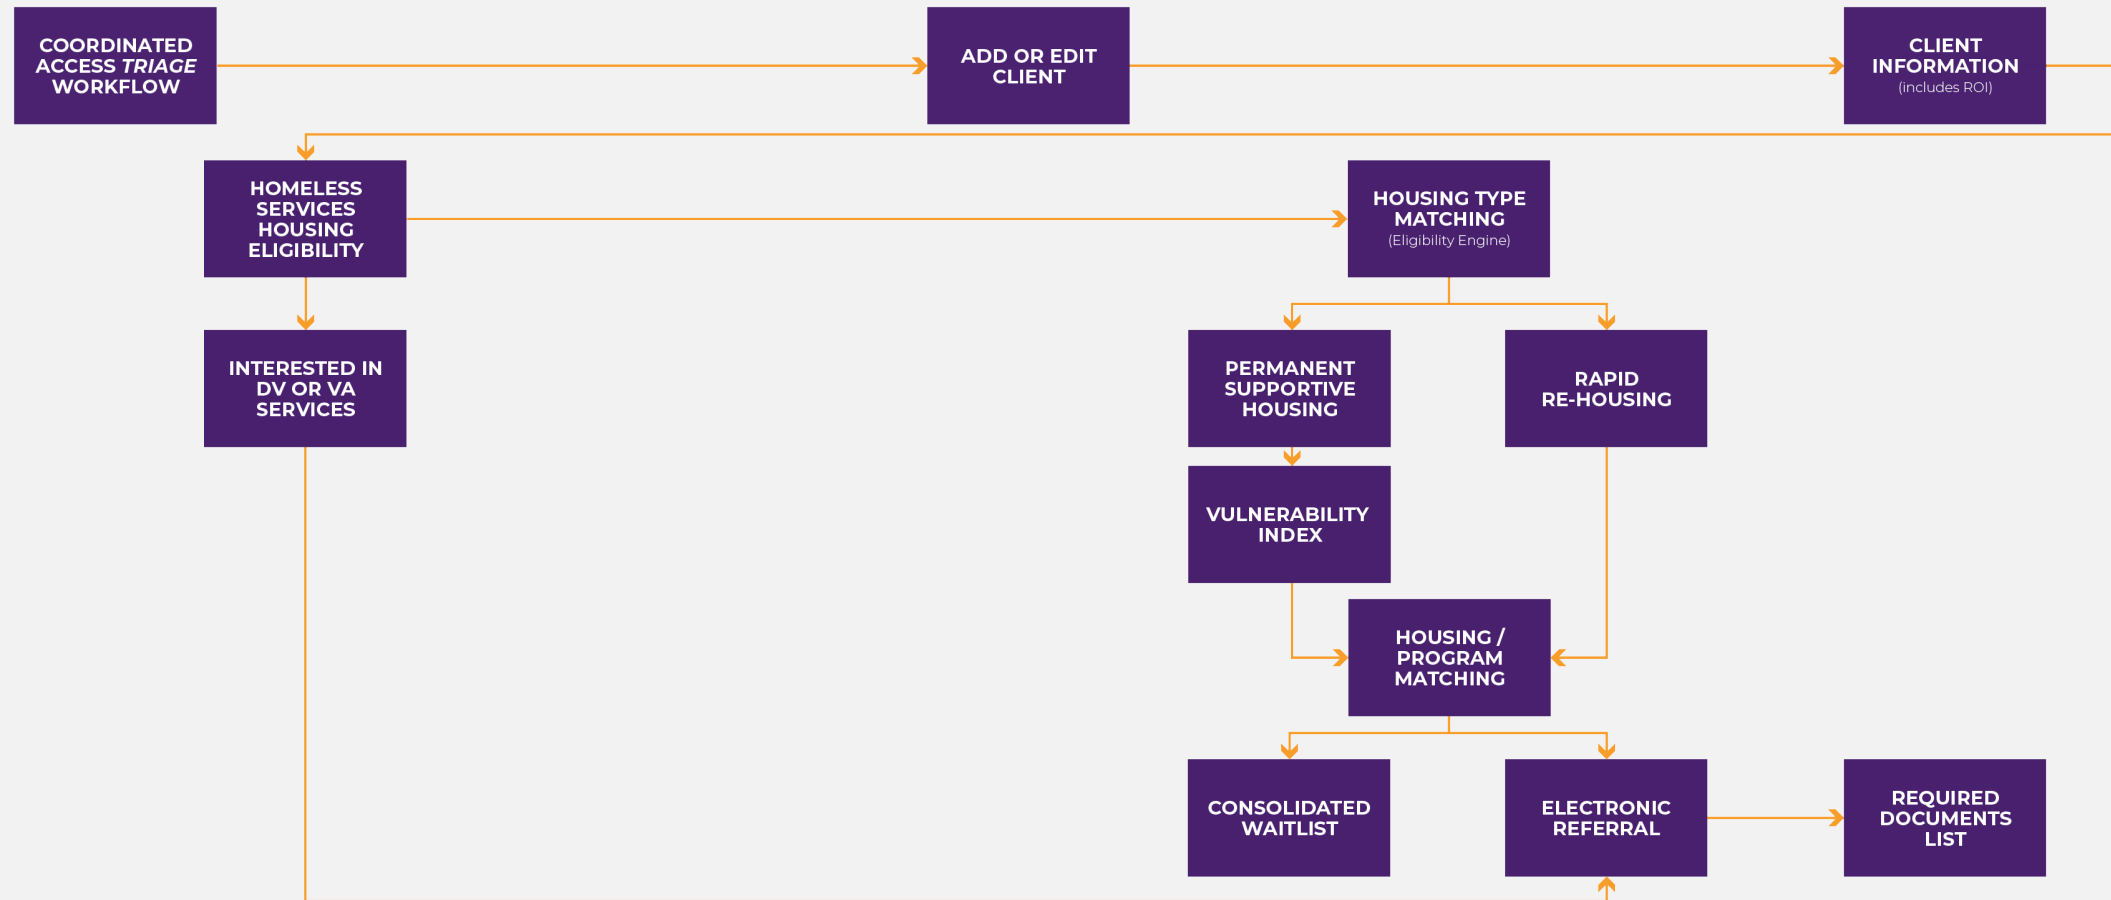 COORDINATED
ACCESS TRIAGE
WORKFLOW
ADD OR EDIT
CLIENT
CLIENT
INFORMATION
(includes ROI)
HOMELESS
SERVICES
HOUSING
ELIGIBILITY
HOUSING TYPE
MATCHING
(Eligibility Engine)
INTERESTED IN
DV OR VA
SERVICES
PERMANENT
SUPPORTIVE
HOUSING
RAPID
RE-HOUSING
VULNERABILITY
INDEX
HOUSING /
PROGRAM
MATCHING
CONSOLIDATED
WAITLIST
ELECTRONIC
REFERRAL
REQUIRED
DOCUMENTS
LIST